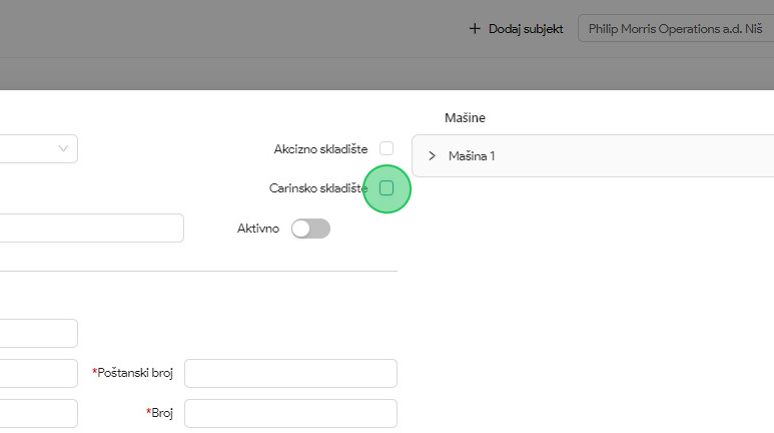 Dodaj subjekt
Philip Morris Operations a.d. Niš
Mašine
Akcizno skladište
Mašina 1
Carinsko skladište
Aktivno
*Poštanski broj
*Broj